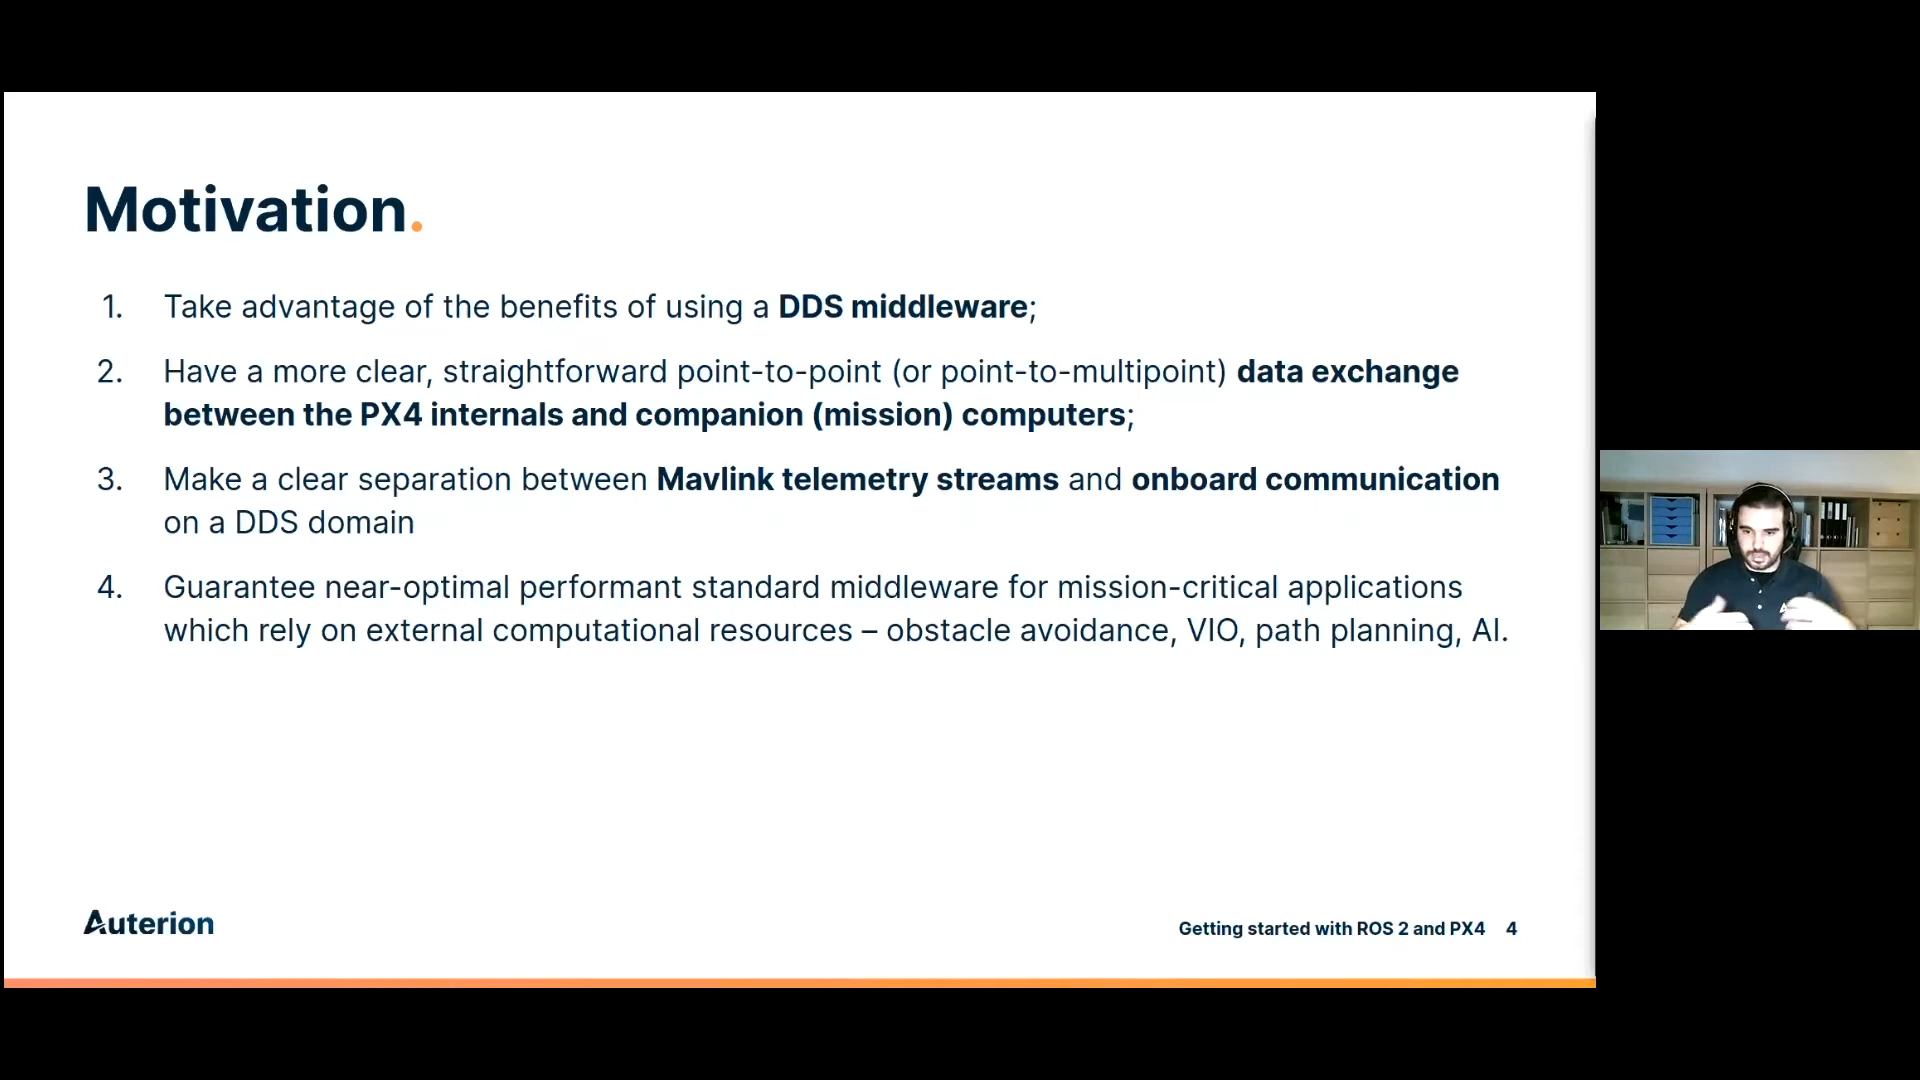 Motivation.
1. Take advantage of the benefits of using a DDS middleware;
2. Have a more clear, straightforward point-to-point (or point-to-multipoint) data exchange
between the PX4 internals and companion (mission) computers;
3. Make a clear separation between Mavlink telemetry streams and onboard communication
on a DDS domain
4. Guarantee near-optimal performant standard middleware for mission-critical applications
which rely on external computational resources – obstacle avoidance, VIO, path planning, AI.
Auterion
Getting started with ROS 2 and PX4 4